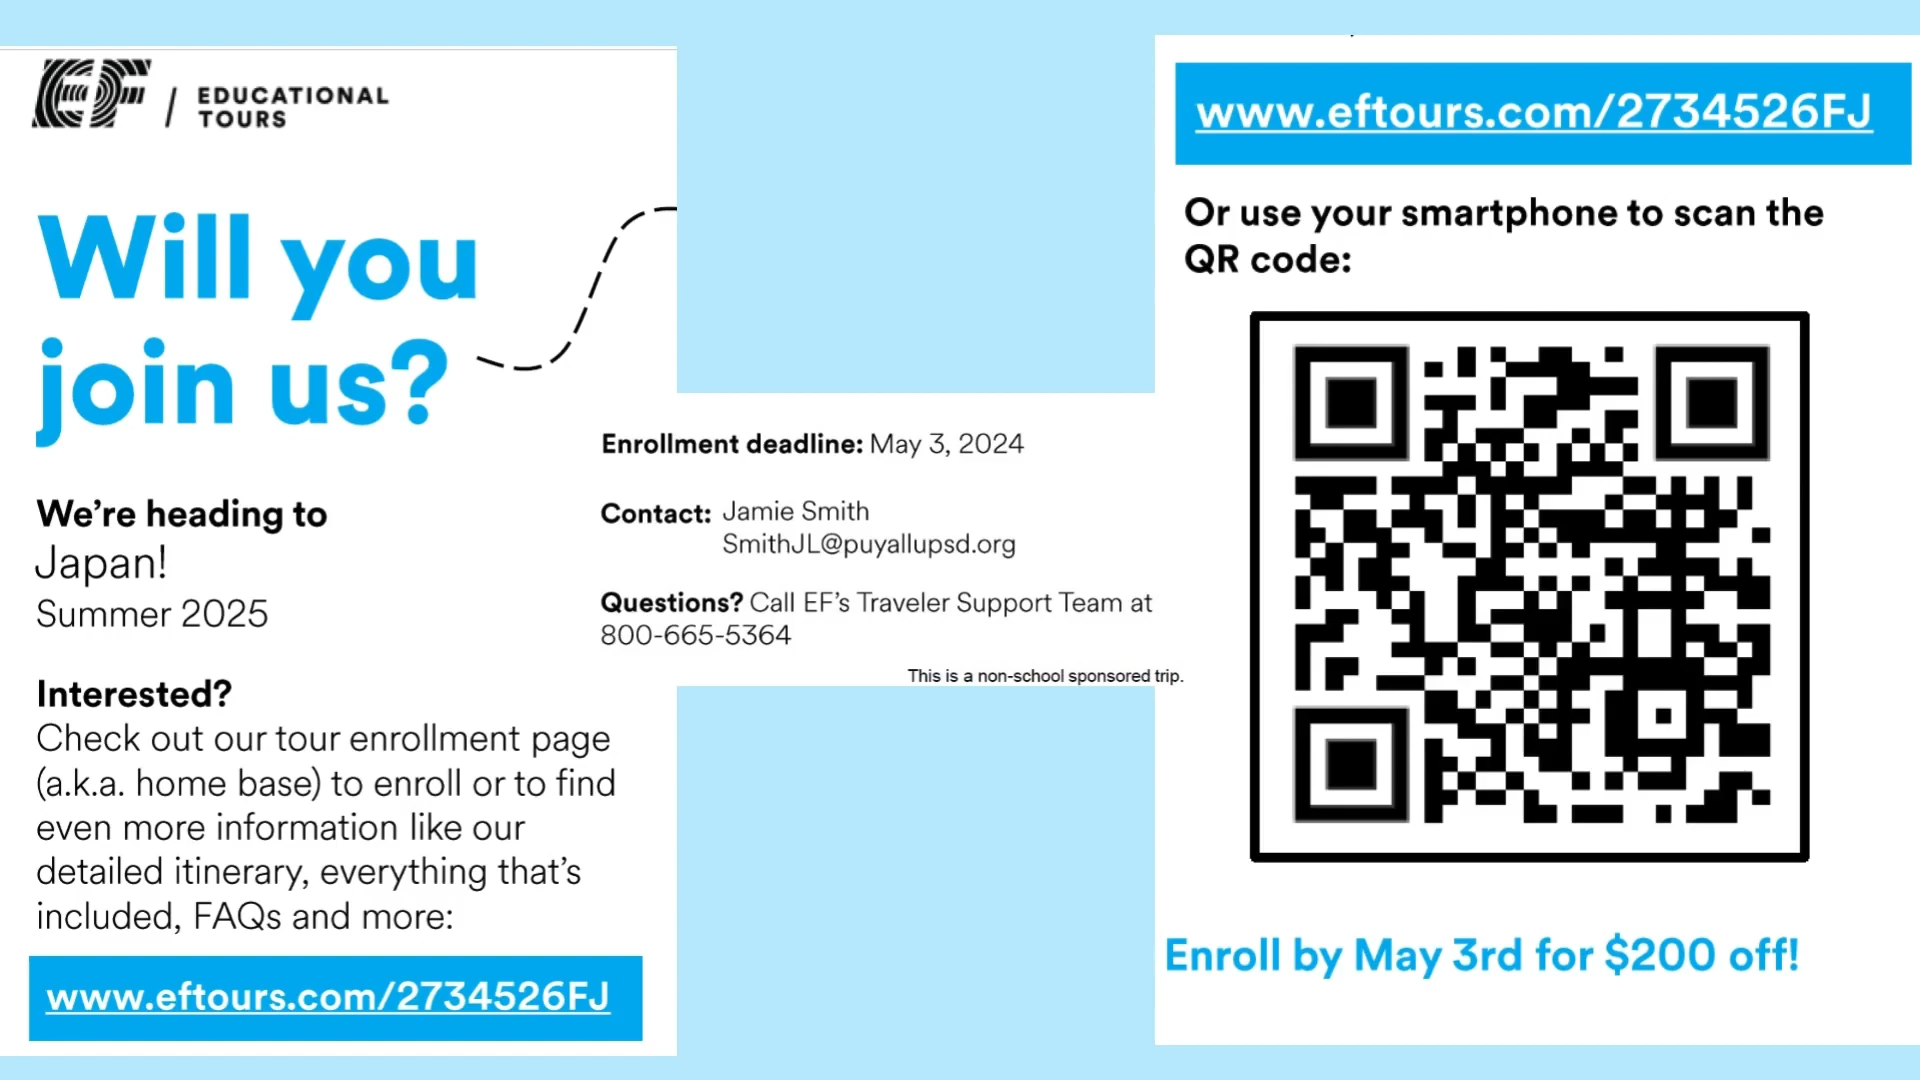 EF / EDUCATIONAL
TOURS
Will you
join us?
We're heading to
Japan!
Summer 2025
Interested?
Check out our tour enrollment page
(a.k.a. home base) to enroll or to find
even more information like our
detailed itinerary, everything that's
included, FAQs and more:
www.eftours.com/2734526FJ
Enrollment deadline: May 3, 2024
Contact: Jamie Smith
SmithJL@puyallupsd.org
Questions? Call EF's Traveler Support Team at
800-665-5364
This is a non-school sponsored trip.
www.eftours.com/2734526FJ
Or use your smartphone to scan the
QR code:
Enroll by May 3rd for $200 off!